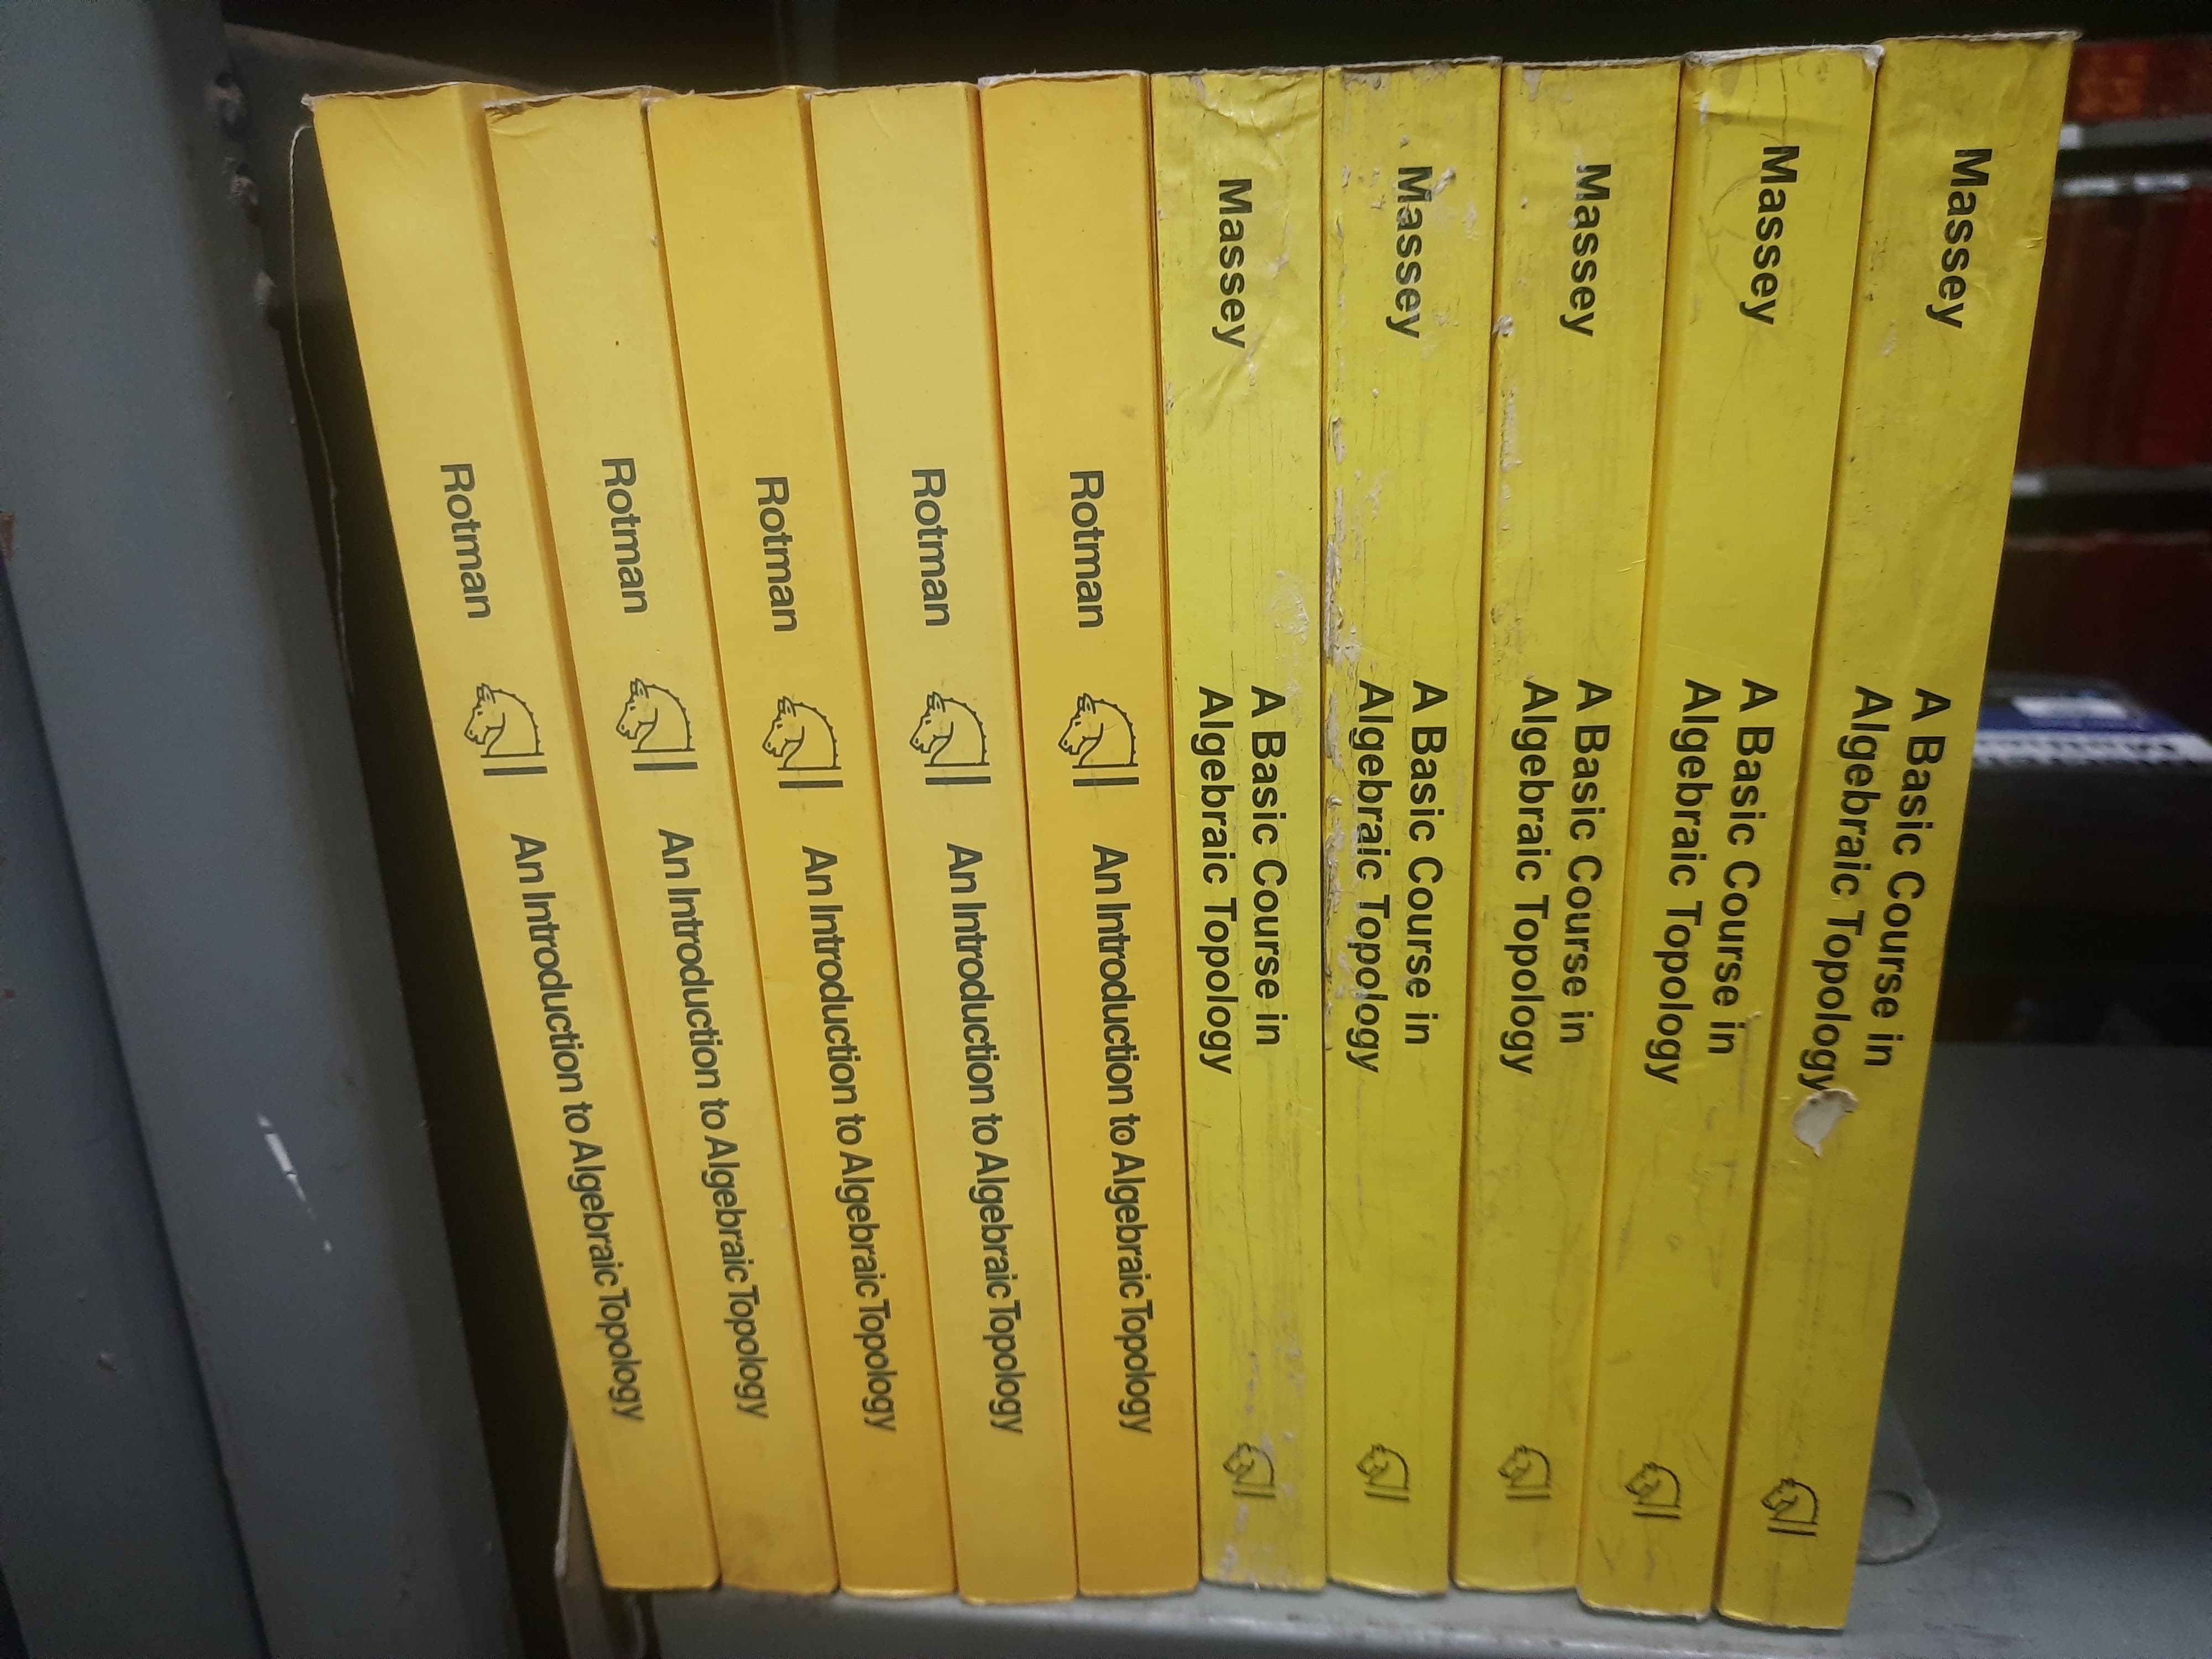 Rotman
An Introduction to Algebraic Topology
Rotman
An Introduction to Algebraic Topology
Rotman
An Introduction to Algebraic Topology
Rotman
An Introduction to Algebraic Topology
Rotman
An Introduction to Algebraic Topology
Massey
A Basic Course in
Algebraic Topology
Massey
A Basic Course in
Algebraic Topology
Massey
A Basic Course in
Algebraic Topology
Massey
A Basic Course in
Algebraic Topology
Massey
A Basic Course in
Algebraic Topology